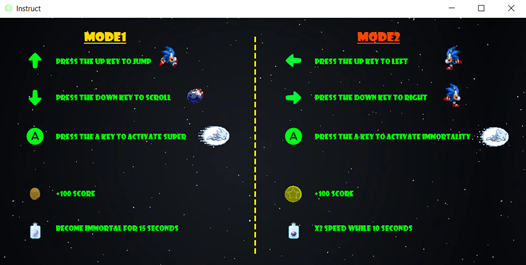 Instruct
MODE1
PRESS THE UP KEY TO JUMP
PRESS THE DOWN KEY TO SCROLL
A
PRESS THE A KEY TO ACTIVATE SUPER
+100 SCORE
BECOME IMMORTAL FOR 15 SECONDS
MODE2
PRESS THE UP KEY TO LEFT
PRESS THE DOWN KEY TO RIGHT
A
PRESS THE A KEY TO ACTIVATE IMMORTALITY
+100 SCORE
X2 SPEED WHILE 10 SECONDS